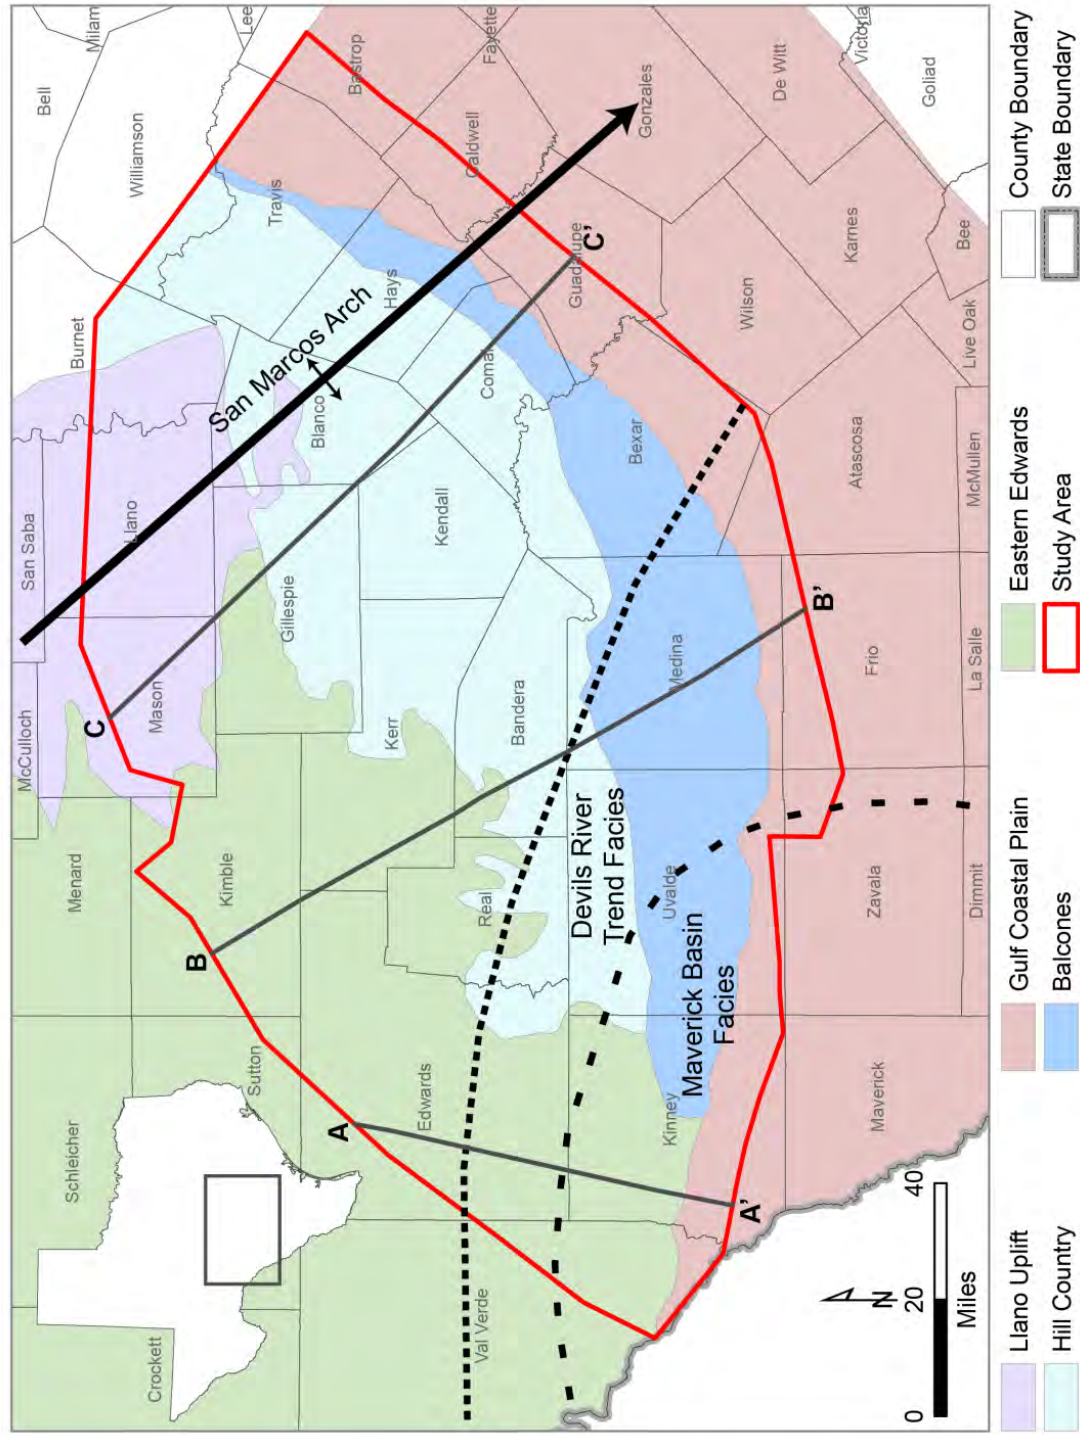 Crockett
Schleicher
Menard
McCulloch
San Saba
Burnet
Bell
Milam
Lee
Williamson
Sutton
Kimble
Mason
Llano
Travis
Bastrop
Fayette
Val Verde
Edwards
Real
Kerr
Gillespie
Blanco
Hays
Caldwell
Gonzales
De Witt
Victoria
Goliad
Kinney
Uvalde
Bandera
Kendall
Comal
Guadalupe
Medina
Bexar
Wilson
Karnes
Bee
Maverick
Zavala
Frio
Atascosa
Live Oak
Dimmit
La Salle
McMullen
San Marcos Arch
Devils River
Trend Facies
Maverick Basin
Facies
A
A'
B
B'
C
C'
N
0 20 40
Miles
Llano Uplift
Gulf Coastal Plain
Eastern Edwards
County Boundary
Hill Country
Balcones
Study Area
State Boundary